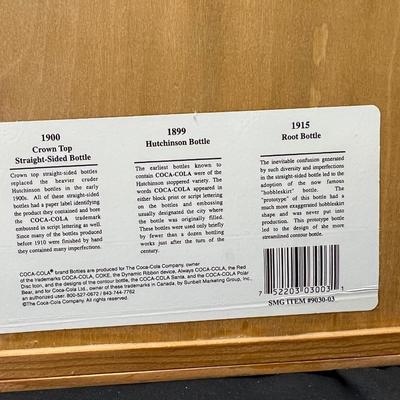 1900
Crown Top
Straight-Sided Bottle
Crown top straight-sided bottles
replaced the heavier cruder
Hutchinson bottles in the early
1900s. All of these straight-sided
bottles had a paper label identifying
the product they contained and bore
the COCA-COLA trademark
embossed in script lettering as well.
Since many of the bottles produced
before 1910 were finished by hand
they contained many imperfections.
1899
Hutchinson Bottle
The earliest bottles known to
contain COCA-COLA were of the
Hutchinson stoppered variety. The
words COCA-COLA appeared in
either block print or script lettering
on the bottles and embossing
usually designated the city where
the bottle was originally filled.
These bottles were used only briefly
by fewer than a dozen bottling
works just after the turn of the
century.
1915
Root Bottle
The inevitable confusion generated
by such diversity and imperfections
in the straight-sided bottle led to the
adoption of the now famous
"hobbleskirt" bottle. The
"prototype" of this bottle had a
much more exaggerated hobbleskirt
shape and was never put into
production. This prototype bottle
led to the design of the more
streamlined contour bottle.
COCA-COLA® brand Bottles are produced for The Coca-Cola Company, owner
of the trademarks COCA-COLA, COKE, the Dynamic Ribbon device, Always COCA-COLA, the Red
Disc Icon, and the designs of the contour bottle, the COCA-COLA Santa, and the COCA-COLA Polar
Bear, and for Coca-Cola Ltd., owner of these trademarks in Canada, by Sunbelt Marketing Group, Inc.,
an authorized user. 800-527-0672 / 843-744-7762
©The Coca-Cola Company. All rights reserved.
7 52203 03003 1
SMG ITEM #9030-03